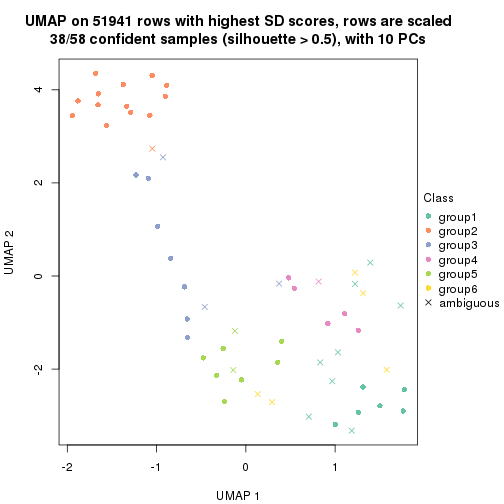 UMAP on 51941 rows with highest SD scores, rows are scaled
38/58 confident samples (silhouette > 0.5), with 10 PCs
UMAP 2
4
2
0
-2
-2
-1
0
1
UMAP 1
Class
group1
group2
group3
group4
group5
group6
ambiguous